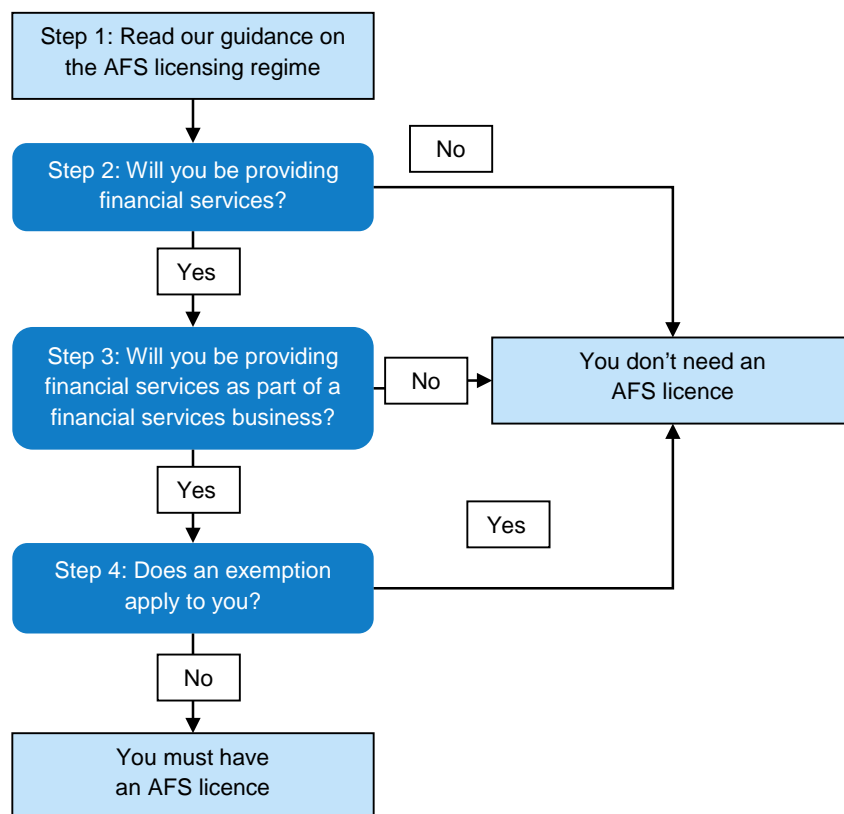 Step 1: Read our guidance on
the AFS licensing regime
No
Step 2: Will you be providing
financial services?
Yes
Step 3: Will you be providing
financial services as part of a
financial services business?
No
You don’t need an
AFS licence
Yes
Yes
Step 4: Does an exemption
apply to you?
No
You must have
an AFS licence